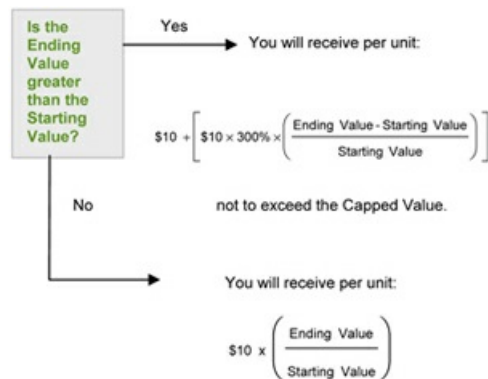 Is the
Ending
Value
greater
than the
Starting
Value?
Yes
You will receive per unit:
$10 + [ $10 × 300% × ( Ending Value - Starting Value
Starting Value ) ]
No
not to exceed the Capped Value.
You will receive per unit:
$10 x ( Ending Value
Starting Value )